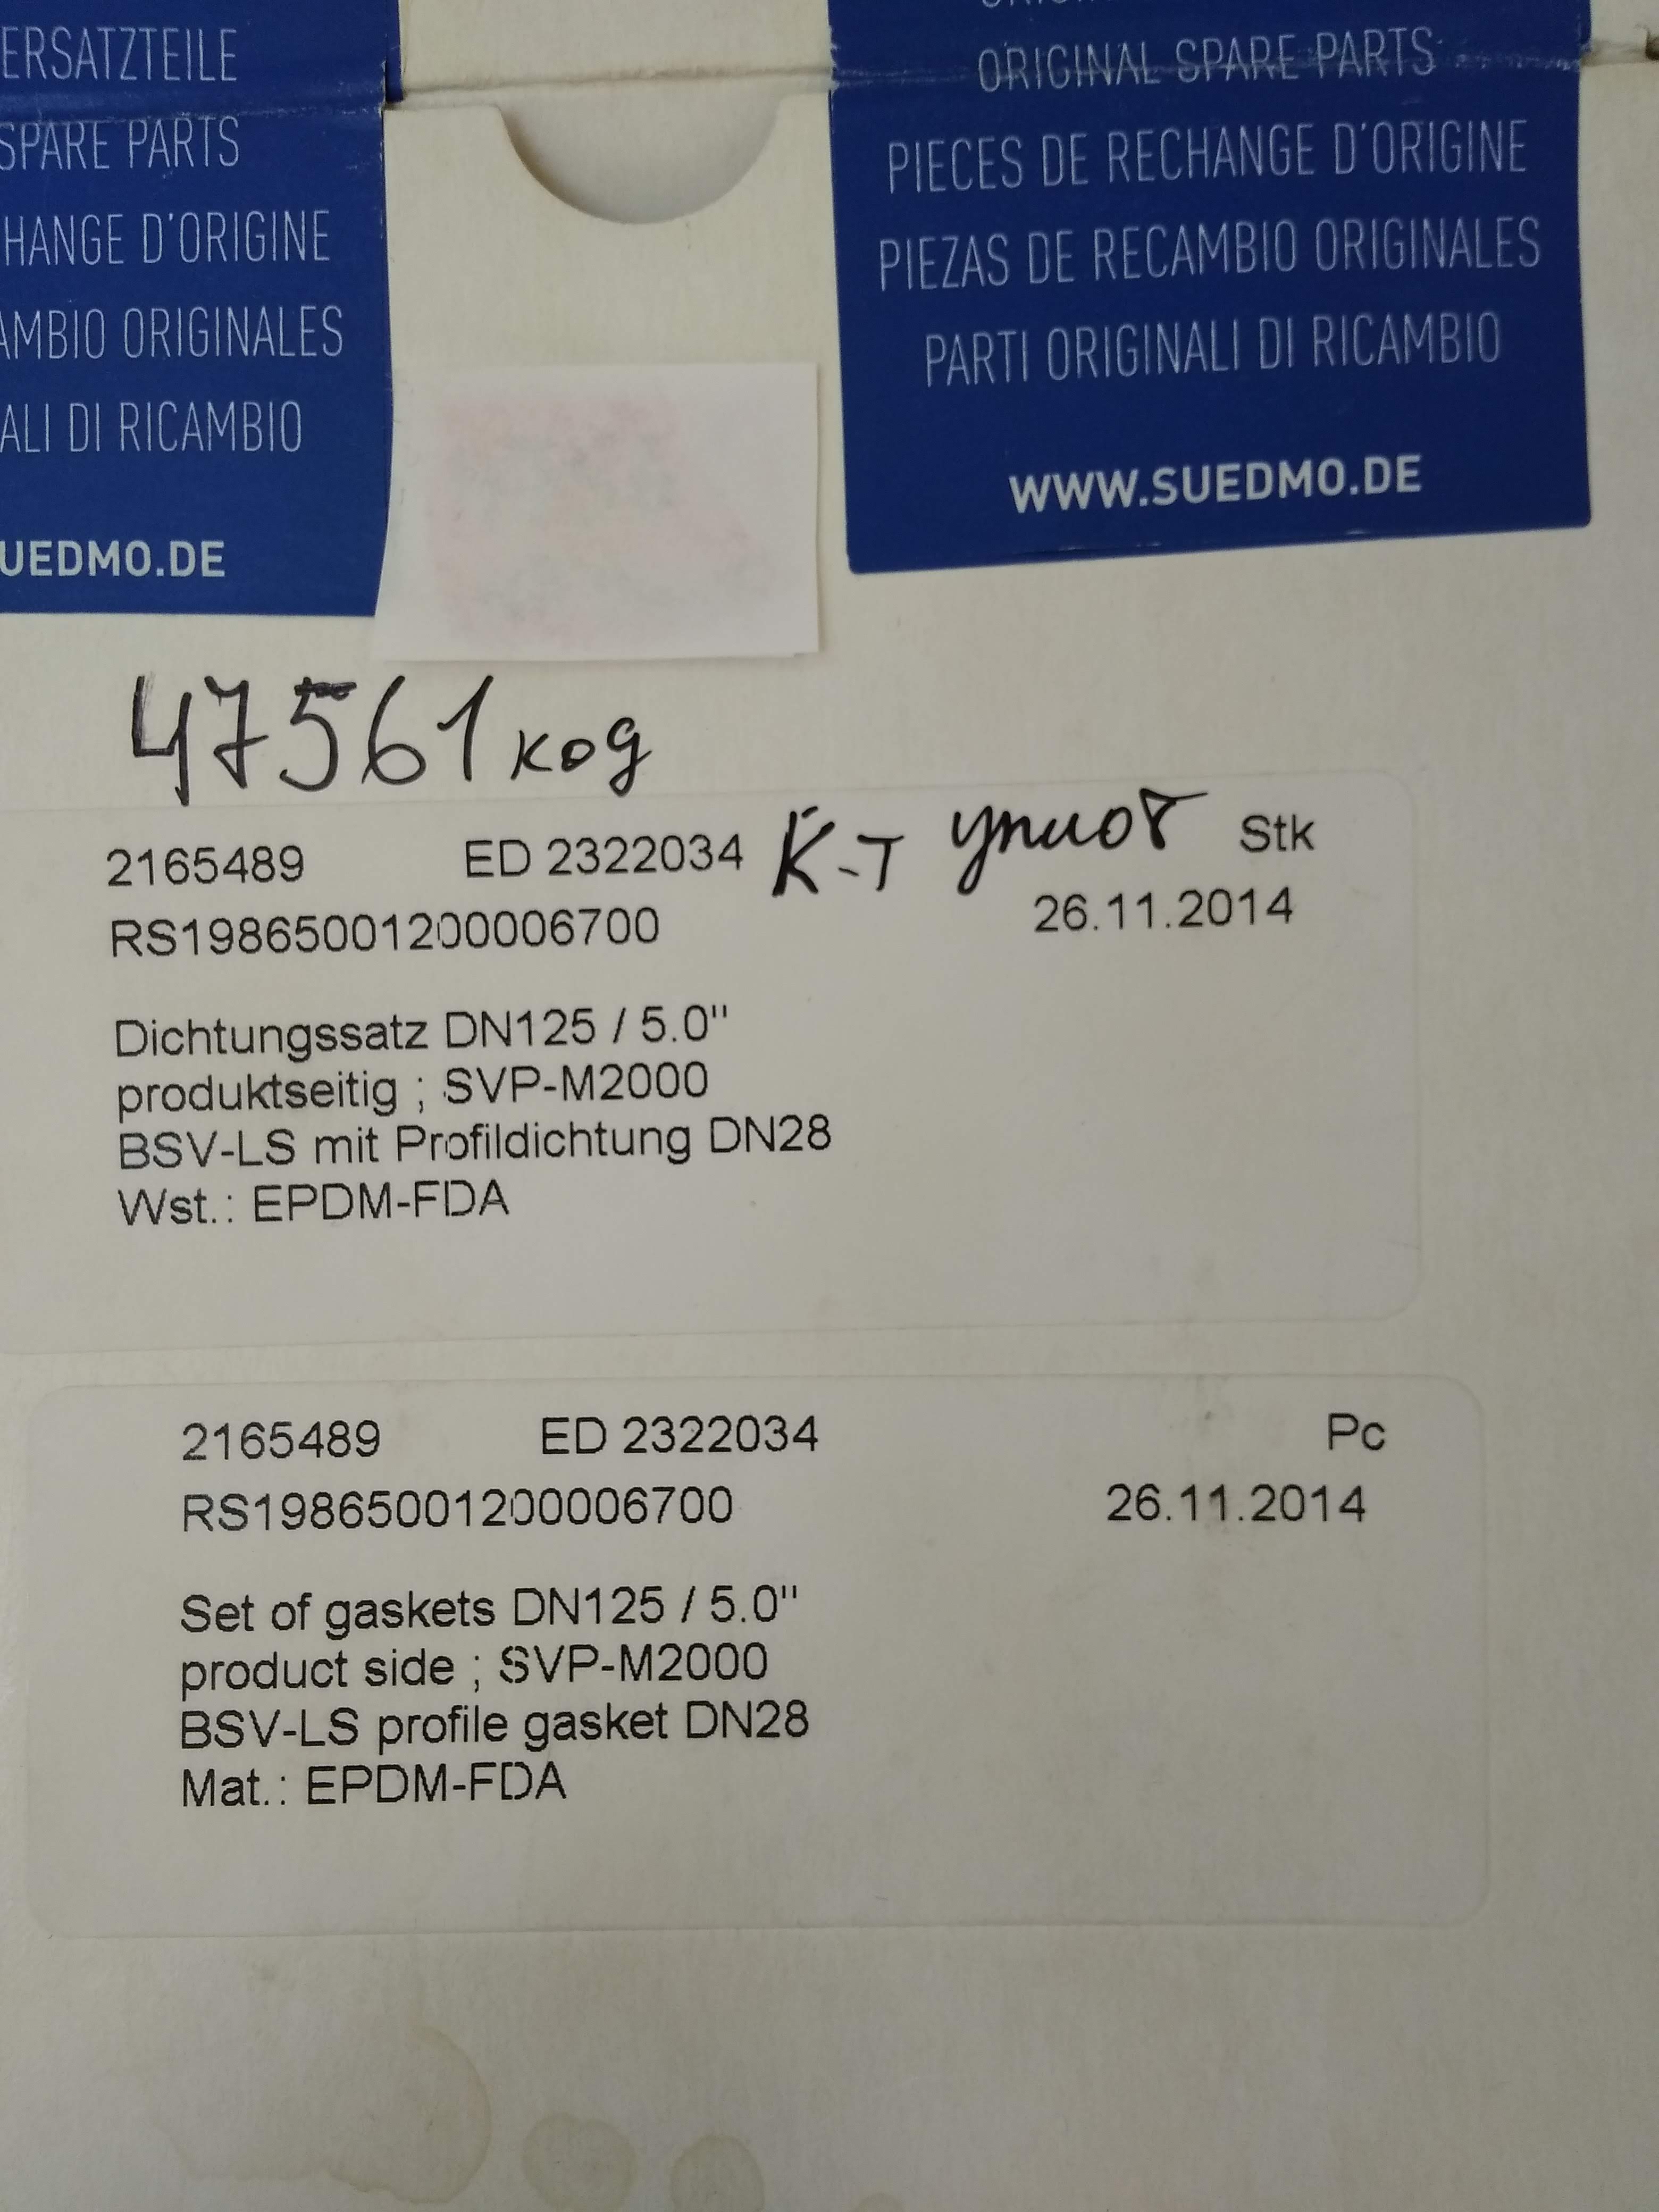 ERSATZTEILE
SPARE PARTS
HANGE D'ORIGINE
AMBIO ORIGINALES
ALI DI RICAMBIO
UEDMO.DE
ORIGINAL SPARE PARTS
PIECES DE RECHANGE D'ORIGINE
PIEZAS DE RECAMBIO ORIGINALES
PARTI ORIGINALI DI RICAMBIO
WWW.SUEDMO.DE
47561 код
2165489 ED 2322034 К-т Stk
RS198650012000006700 26.11.2014
Dichtungssatz DN125 / 5.0"
produktseitig ; SVP-M2000
BSV-LS mit Profildichtung DN28
Wst.: EPDM-FDA
2165489 ED 2322034 Pc
RS198650012000006700 26.11.2014
Set of gaskets DN125 / 5.0"
product side ; SVP-M2000
BSV-LS profile gasket DN28
Mat.: EPDM-FDA